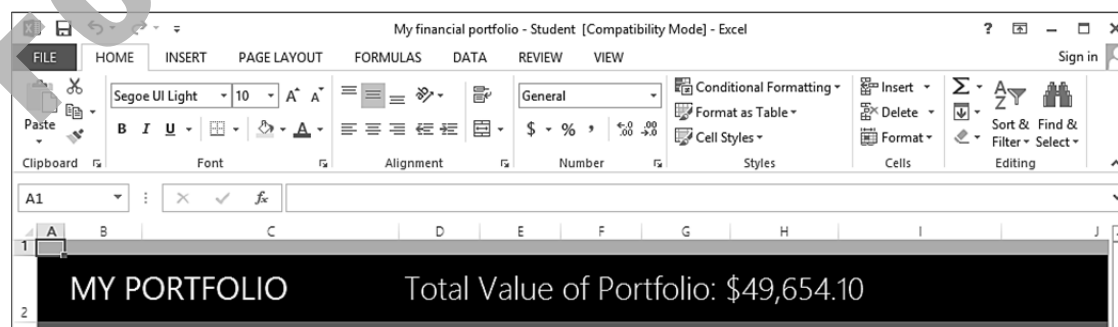 My financial portfolio - Student [Compatibility Mode] - Excel ?
FILE HOME INSERT PAGE LAYOUT FORMULAS DATA REVIEW VIEW Sign in
Paste
Segoe UI Light 10 A A
B I U A
General
$ % , .00 .00
Conditional Formatting
Format as Table
Cell Styles
Insert
Delete
Format
Σ
Sort & Filter
Find & Select
Clipboard Font Alignment Number Styles Cells Editing
A1 fx
A B C D E F G H I J
1
MY PORTFOLIO Total Value of Portfolio: $49,654.10
2